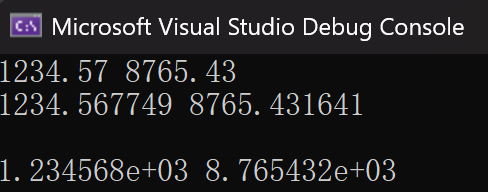 C:\
Microsoft Visual Studio Debug Console
1234.57 8765.43
1234.567749 8765.431641
1.234568e+03 8.765432e+03